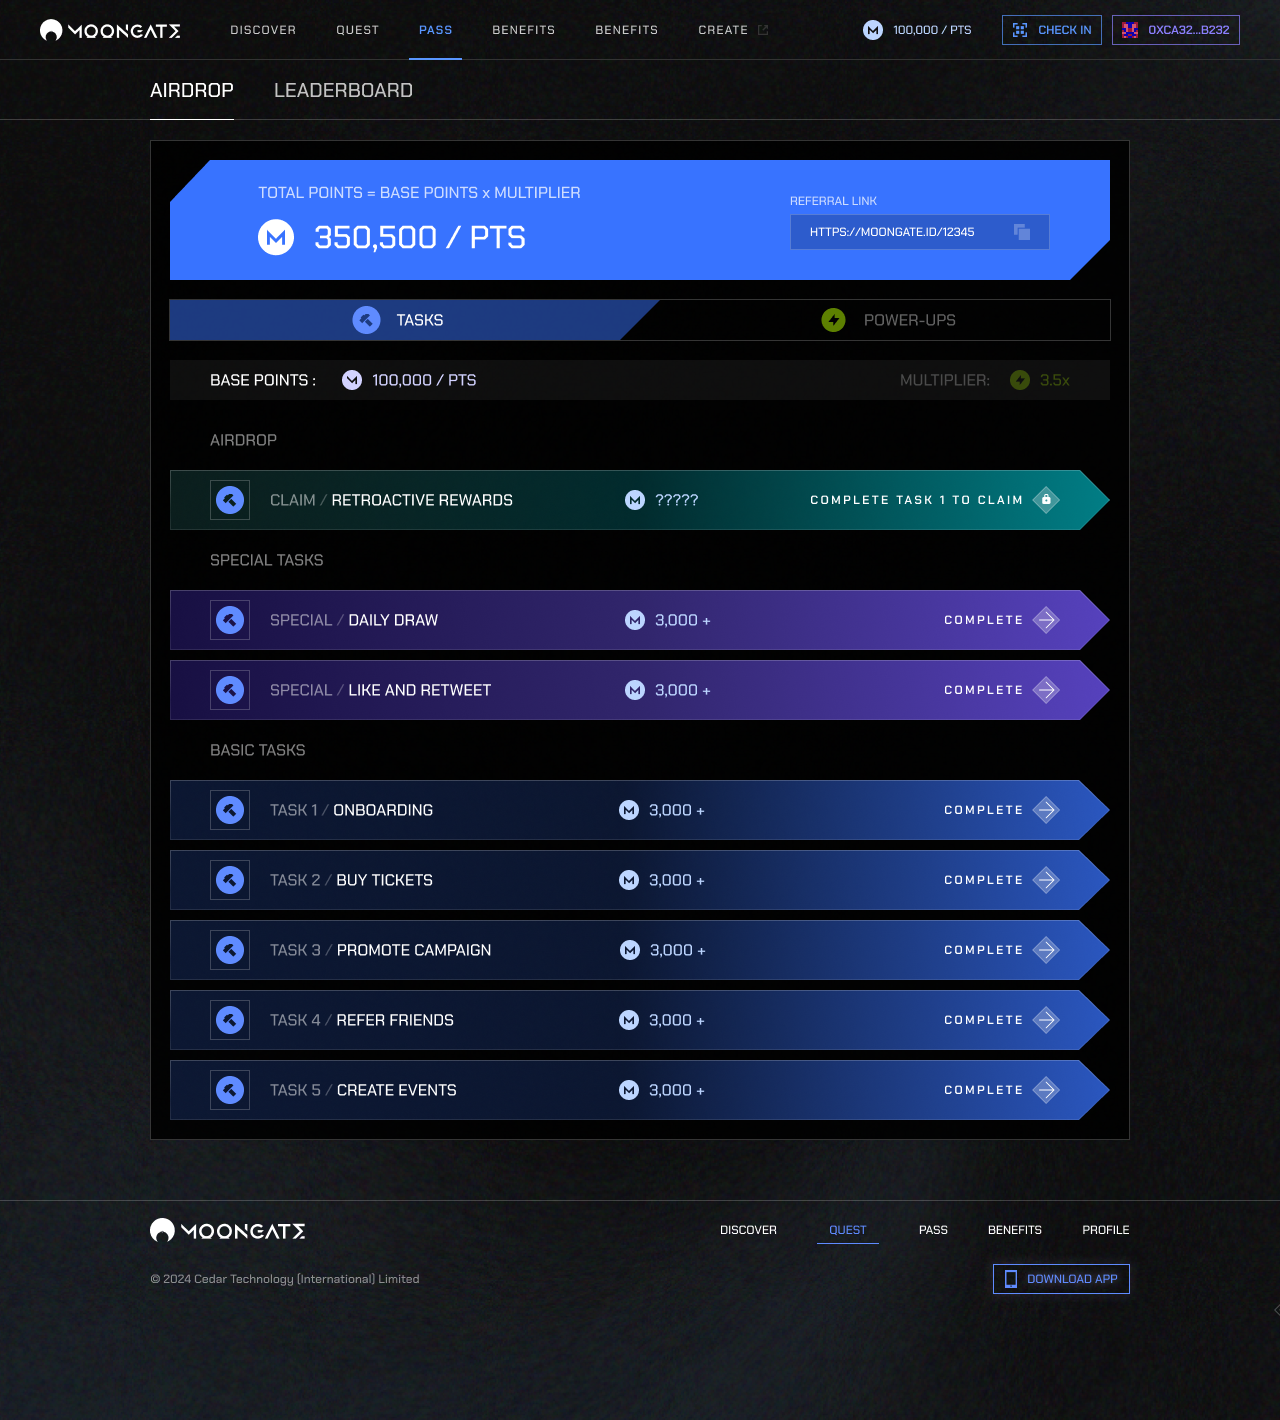 MOONGATE
DISCOVER
QUEST
PASS
BENEFITS
BENEFITS
CREATE
100,000 / PTS
CHECK IN
0XCA32...B232
AIRDROP
LEADERBOARD
TOTAL POINTS = BASE POINTS x MULTIPLIER
350,500 / PTS
REFERRAL LINK
HTTPS://MOONGATE.ID/12345
TASKS
POWER-UPS
BASE POINTS :
100,000 / PTS
MULTIPLIER:
3.5x
AIRDROP
CLAIM / RETROACTIVE REWARDS
?????
COMPLETE TASK 1 TO CLAIM
SPECIAL TASKS
SPECIAL / DAILY DRAW
3,000 +
COMPLETE
SPECIAL / LIKE AND RETWEET
3,000 +
COMPLETE
BASIC TASKS
TASK 1 / ONBOARDING
3,000 +
COMPLETE
TASK 2 / BUY TICKETS
3,000 +
COMPLETE
TASK 3 / PROMOTE CAMPAIGN
3,000 +
COMPLETE
TASK 4 / REFER FRIENDS
3,000 +
COMPLETE
TASK 5 / CREATE EVENTS
3,000 +
COMPLETE
MOONGATE
DISCOVER
QUEST
PASS
BENEFITS
PROFILE
© 2024 Cedar Technology (International) Limited
DOWNLOAD APP